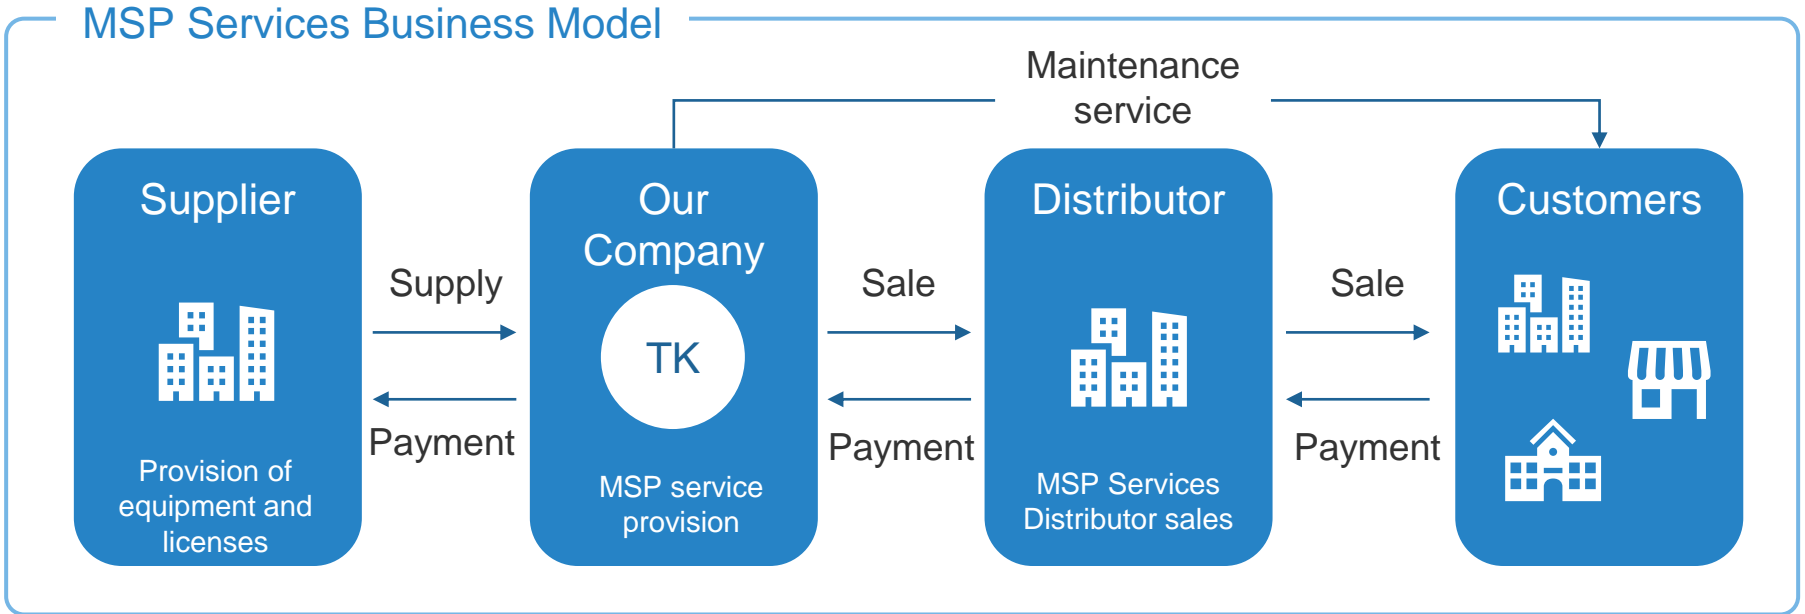 MSP Services Business Model
Maintenance
service
Supplier
Provision of
equipment and
licenses
Supply
Payment
Our
Company
TK
MSP service
provision
Sale
Payment
Distributor
MSP Services
Distributor sales
Sale
Payment
Customers